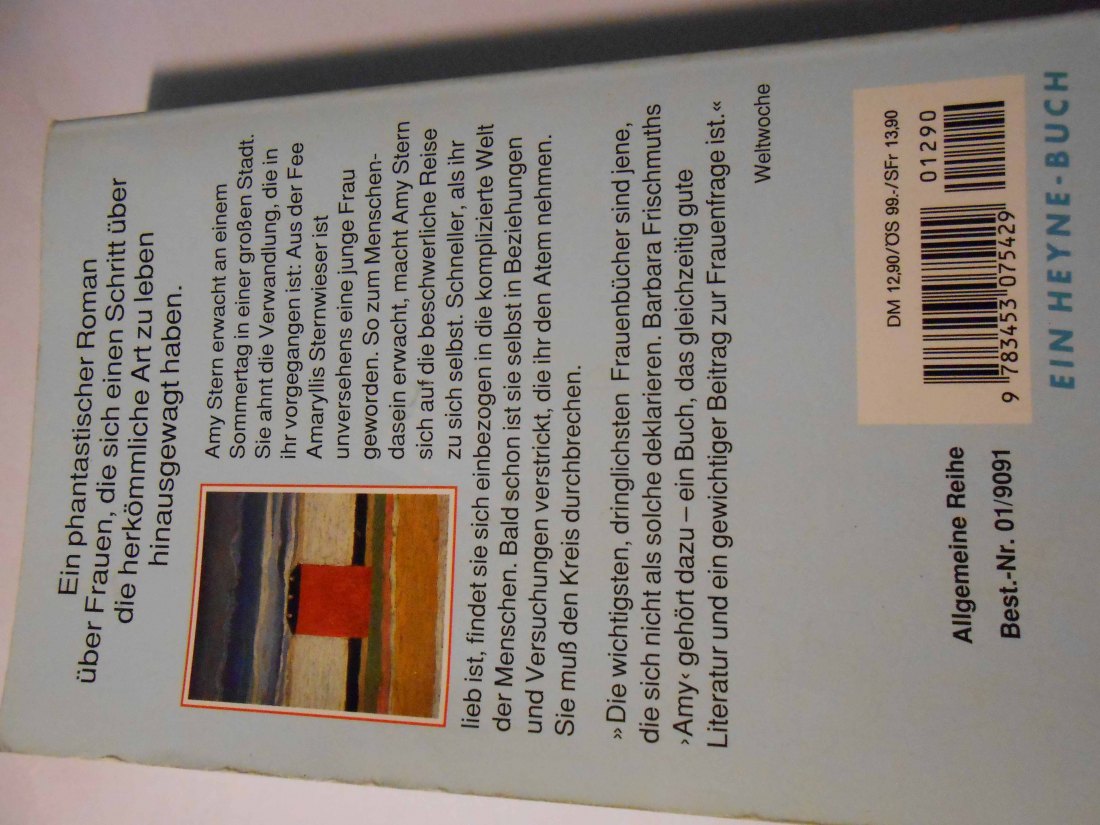 Ein phantastischer Roman
über Frauen, die sich einen Schritt über
die herkömmliche Art zu leben
hinausgewagt haben.
Amy Stern erwacht an einem
Sommertag in einer großen Stadt.
Sie ahnt die Verwandlung, die in
ihr vorgegangen ist: Aus der Fee
Amaryllis Sternwieser ist
unversehens eine junge Frau
geworden. So zum Menschen-
dasein erwacht, macht Amy Stern
sich auf die beschwerliche Reise
zu sich selbst. Schneller, als ihr
lieb ist, findet sie sich einbezogen in die komplizierte Welt
der Menschen. Bald schon ist sie selbst in Beziehungen
und Versuchungen verstrickt, die ihr den Atem nehmen.
Sie muß den Kreis durchbrechen.
»Die wichtigsten, dringlichsten Frauenbücher sind jene,
die sich nicht als solche deklarieren. Barbara Frischmuths
›Amy‹ gehört dazu – ein Buch, das gleichzeitig gute
Literatur und ein gewichtiger Beitrag zur Frauenfrage ist.«
Weltwoche
DM 12,90/ÖS 99.-/SFr 13,90
01290
9 783453 075429
Allgemeine Reihe
Best.-Nr. 01/9091
EIN HEYNE-BUCH